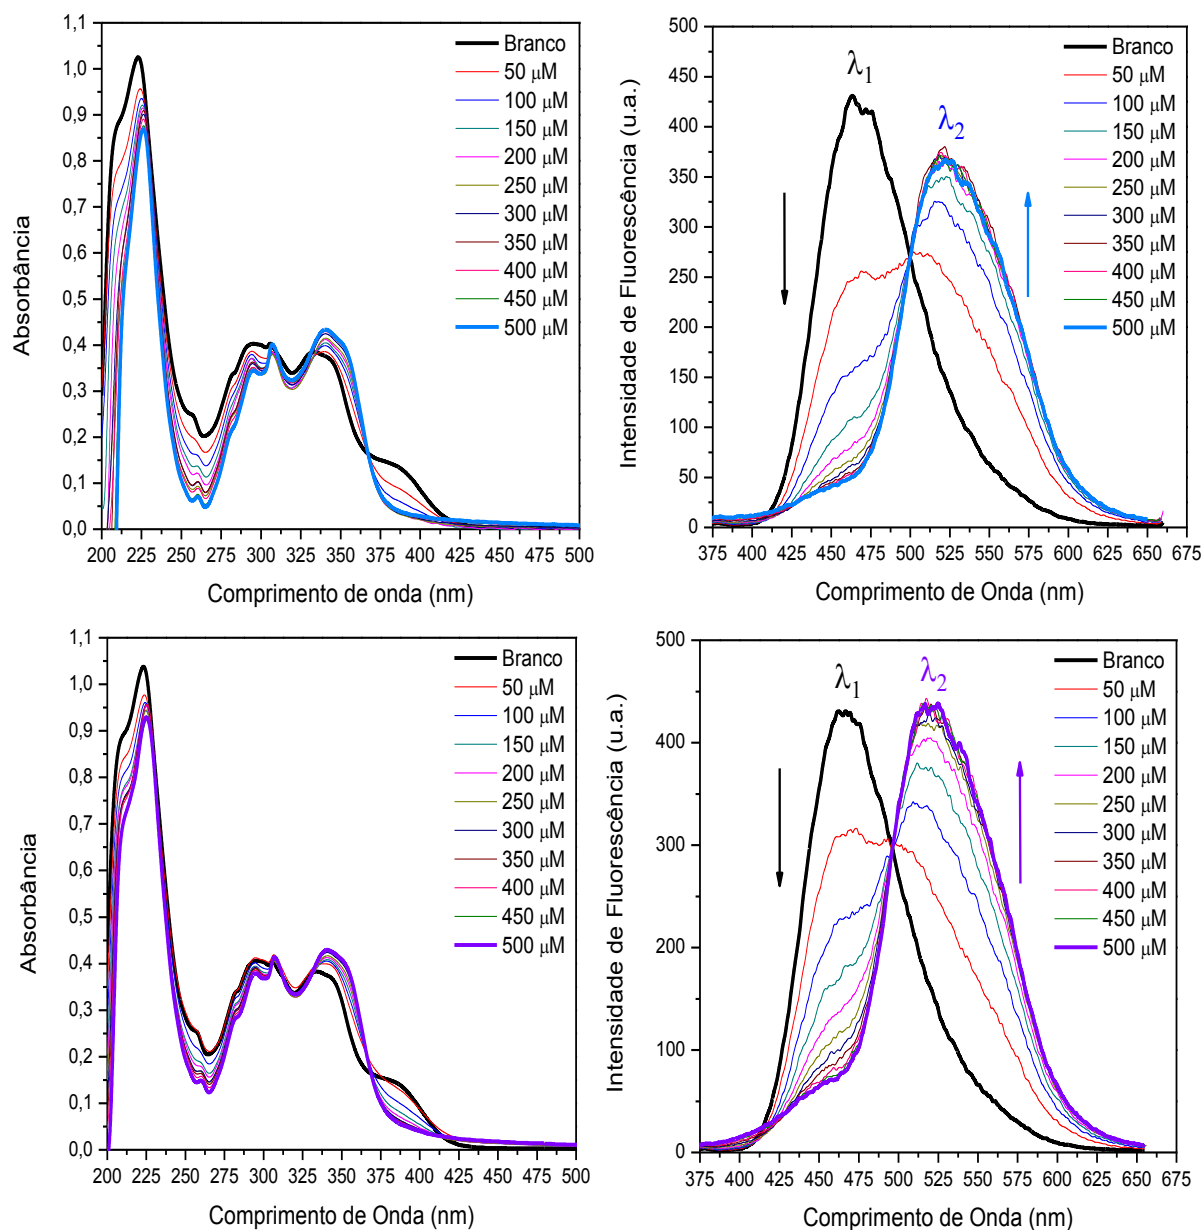 1,1
1,0
0,9
0,8
0,7
0,6
0,5
0,4
0,3
0,2
0,1
0,0
Absorbância
200 225 250 275 300 325 350 375 400 425 450 475 500
Comprimento de onda (nm)
Branco
50 μM
100 μM
150 μM
200 μM
250 μM
300 μM
350 μM
400 μM
450 μM
500 μM
500
450
400
350
300
250
200
150
100
50
0
Intensidade de Fluorescência (u.a.)
λ1
λ2
375 400 425 450 475 500 525 550 575 600 625 650 675
Comprimento de Onda (nm)
Branco
50 μM
100 μM
150 μM
200 μM
250 μM
300 μM
350 μM
400 μM
450 μM
500 μM
1,1
1,0
0,9
0,8
0,7
0,6
0,5
0,4
0,3
0,2
0,1
0,0
Absorbância
200 225 250 275 300 325 350 375 400 425 450 475 500
Comprimento de Onda (nm)
Branco
50 μM
100 μM
150 μM
200 μM
250 μM
300 μM
350 μM
400 μM
450 μM
500 μM
500
400
300
200
100
0
Intensidade de Fluorescência (u.a.)
λ1
λ2
375 400 425 450 475 500 525 550 575 600 625 650 675
Comprimento de Onda (nm)
Branco
50 μM
100 μM
150 μM
200 μM
250 μM
300 μM
350 μM
400 μM
450 μM
500 μM